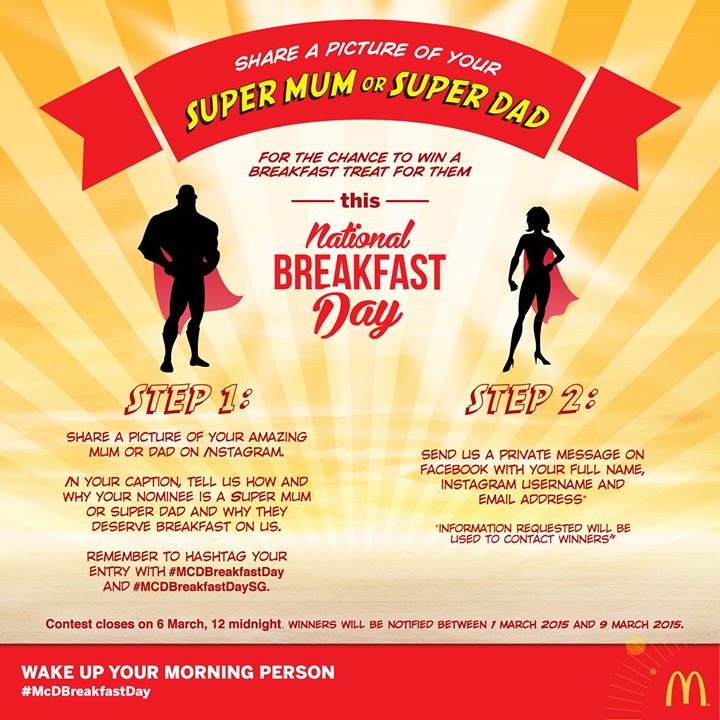 SHARE A PICTURE OF YOUR
SUPER MUM OR SUPER DAD
FOR THE CHANCE TO WIN A
BREAKFAST TREAT FOR THEM
this
National
BREAKFAST
Day
STEP 1:
SHARE A PICTURE OF YOUR AMAZING
MUM OR DAD ON INSTAGRAM.
IN YOUR CAPTION, TELL US HOW AND
WHY YOUR NOMINEE IS A SUPER MUM
OR SUPER DAD AND WHY THEY
DESERVE BREAKFAST ON US.
REMEMBER TO HASHTAG YOUR
ENTRY WITH #MCDBreakfastDay
AND #MCDBreakfastDaySG.
STEP 2:
SEND US A PRIVATE MESSAGE ON
FACEBOOK WITH YOUR FULL NAME,
INSTAGRAM USERNAME AND
EMAIL ADDRESS*
*INFORMATION REQUESTED WILL BE
USED TO CONTACT WINNERS"
Contest closes on 6 March, 12 midnight. WINNERS WILL BE NOTIFIED BETWEEN 7 MARCH 2015 AND 9 MARCH 2015.
WAKE UP YOUR MORNING PERSON
#McDBreakfastDay
M